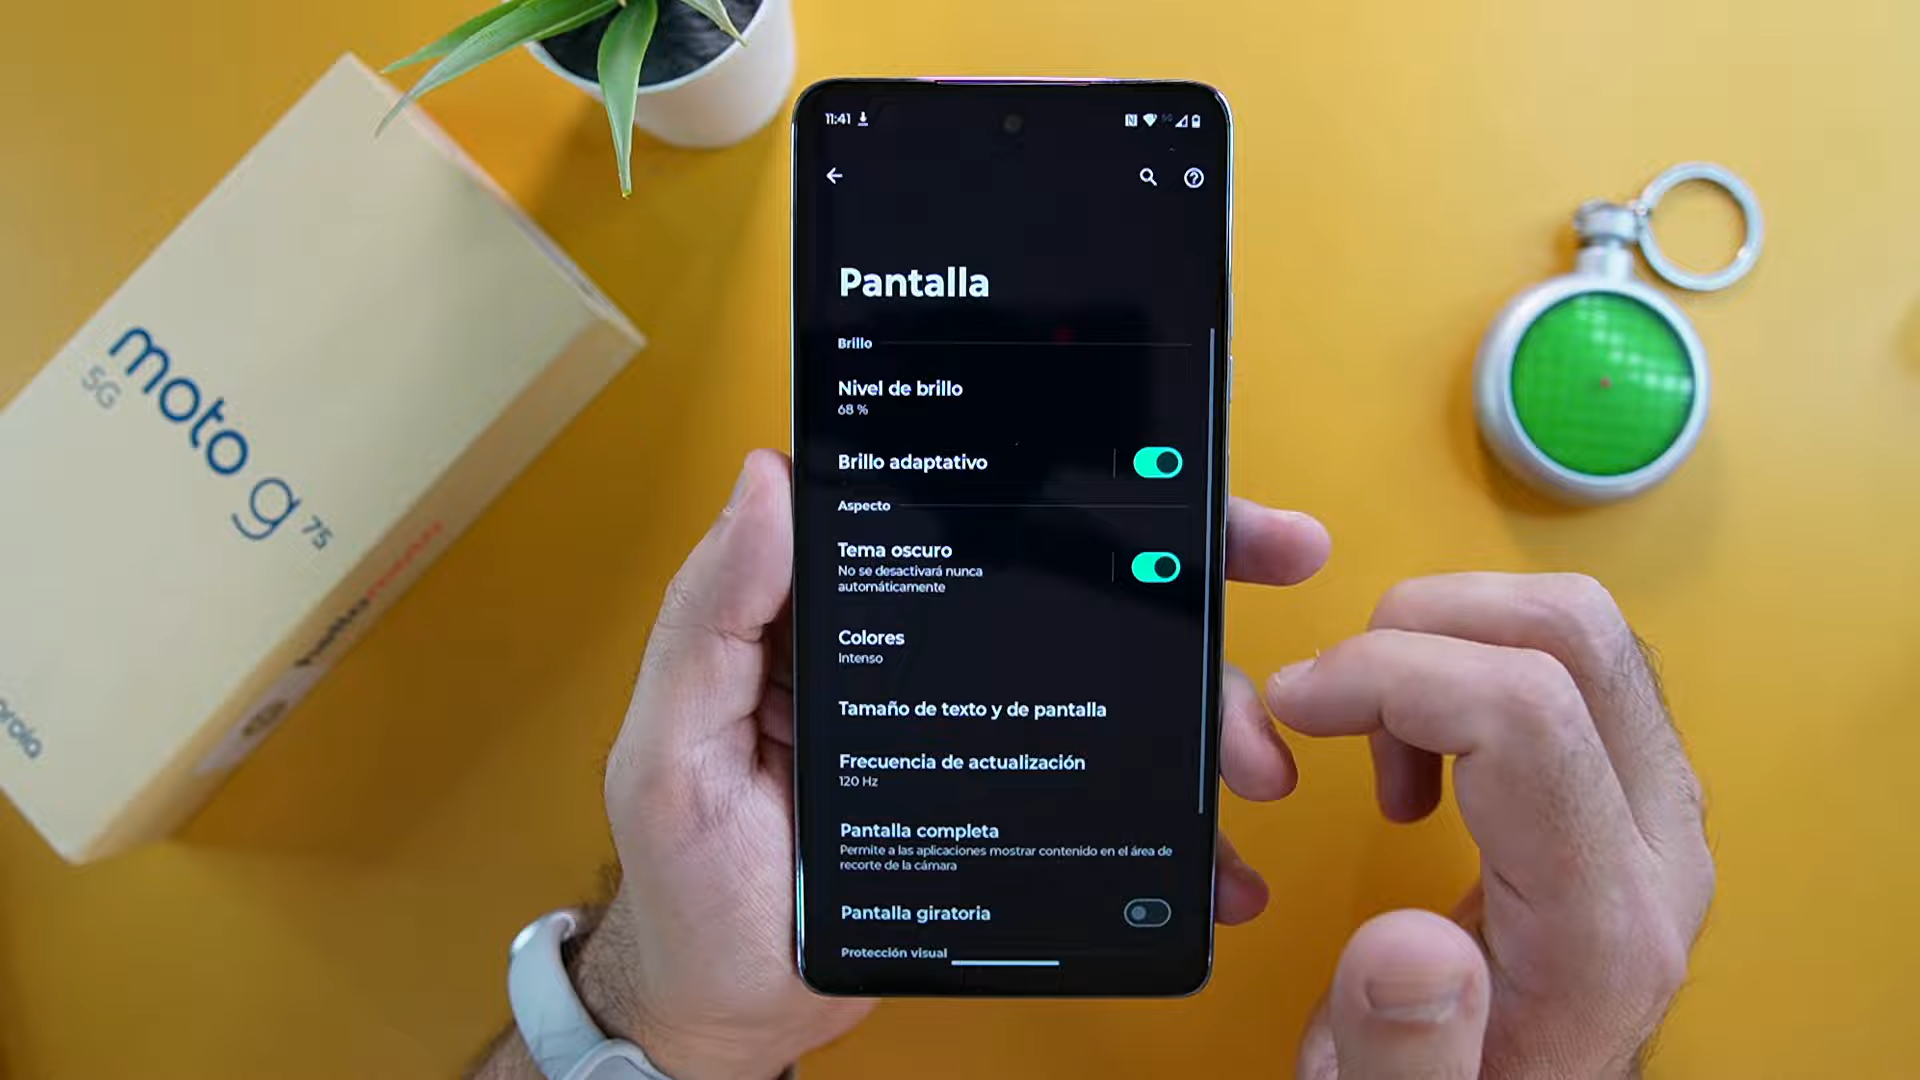 moto g 75
5G
hellomoto
11:41
Pantalla
Brillo
Nivel de brillo
68 %
Brillo adaptativo
Aspecto
Tema oscuro
No se desactivará nunca
automáticamente
Colores
Intenso
Tamaño de texto y de pantalla
Frecuencia de actualización
120 Hz
Pantalla completa
Permite a las aplicaciones mostrar contenido en el área de
recorte de la cámara
Pantalla giratoria
Protección visual